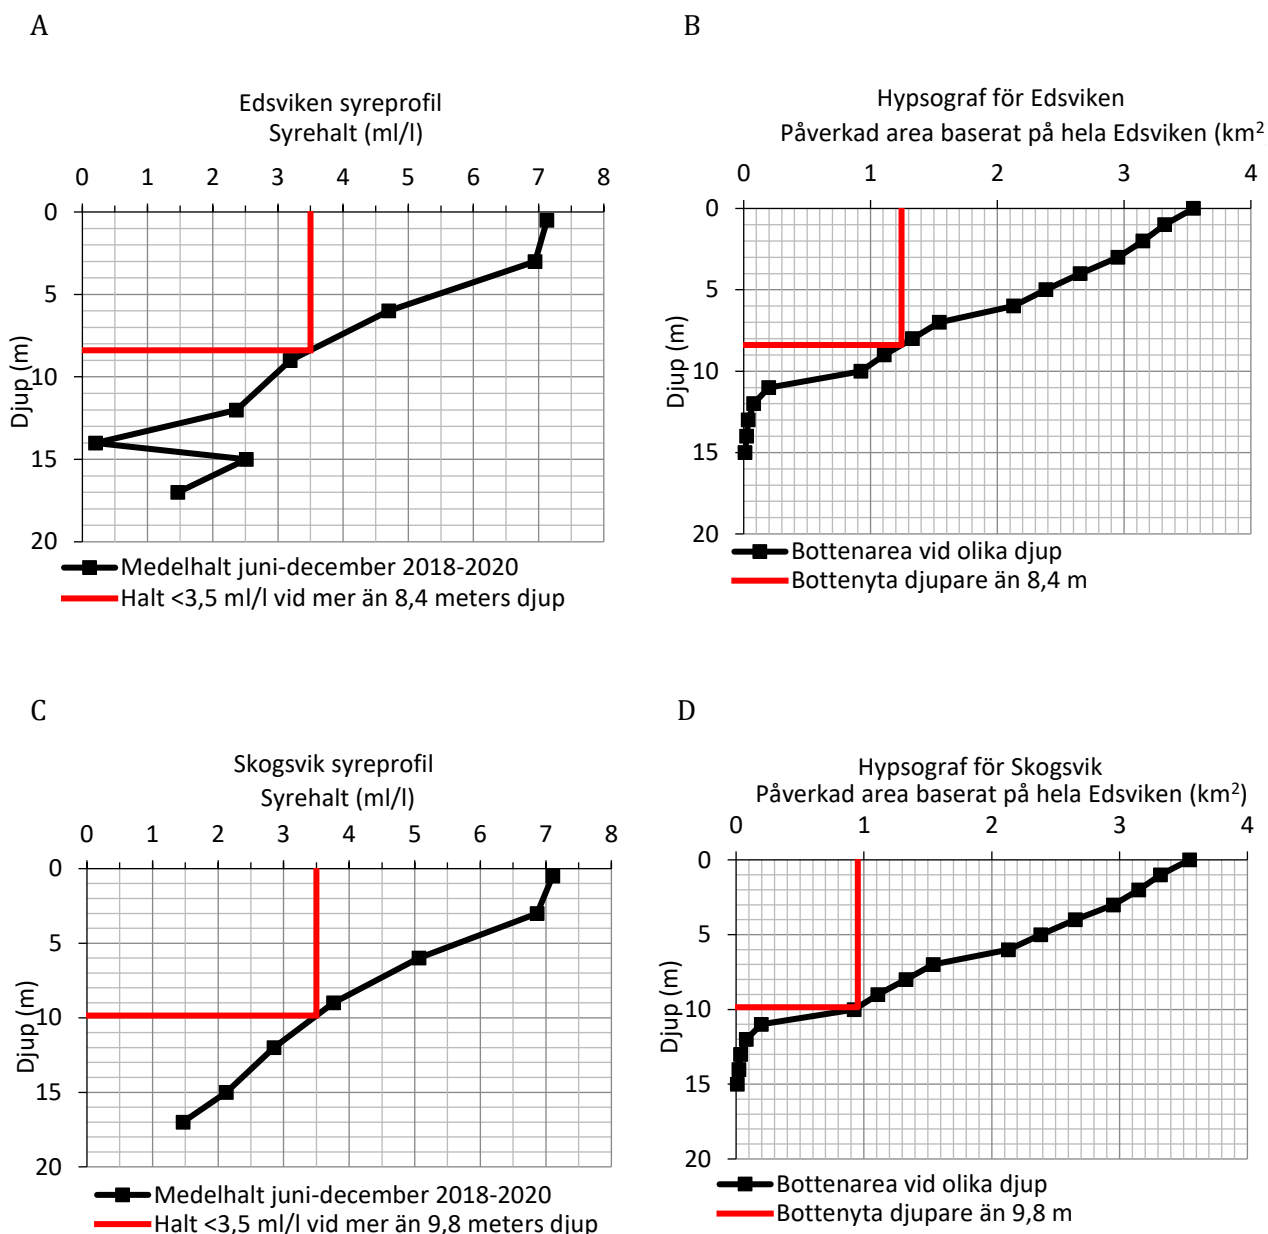 A
Edsviken syreprofil
Syrehalt (ml/l)
0 1 2 3 4 5 6 7 8
0
5
10
15
20
Djup (m)
Medelhalt juni-december 2018-2020
Halt <3,5 ml/l vid mer än 8,4 meters djup
B
Hypsograf för Edsviken
Påverkad area baserat på hela Edsviken (km²
0 1 2 3 4
0
5
10
15
20
Djup (m)
Bottenarea vid olika djup
Bottenyta djupare än 8,4 m
C
Skogsvik syreprofil
Syrehalt (ml/l)
0 1 2 3 4 5 6 7 8
0
5
10
15
20
Djup (m)
Medelhalt juni-december 2018-2020
Halt <3,5 ml/l vid mer än 9,8 meters djup
D
Hypsograf för Skogsvik
Påverkad area baserat på hela Edsviken (km²)
0 1 2 3 4
0
5
10
15
20
Djup (m)
Bottenarea vid olika djup
Bottenyta djupare än 9,8 m